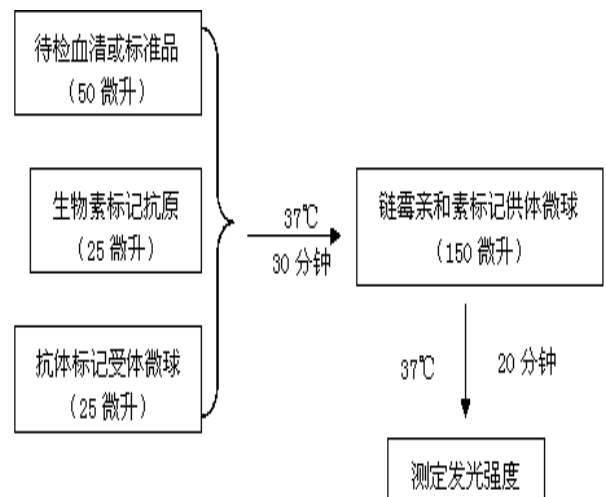 待检血清或标准品
(50 微升)
生物素标记抗原
(25 微升)
抗体标记受体微球
(25 微升)
37℃
30 分钟
链霉亲和素标记供体微球
(150 微升)
37℃
20 分钟
测定发光强度